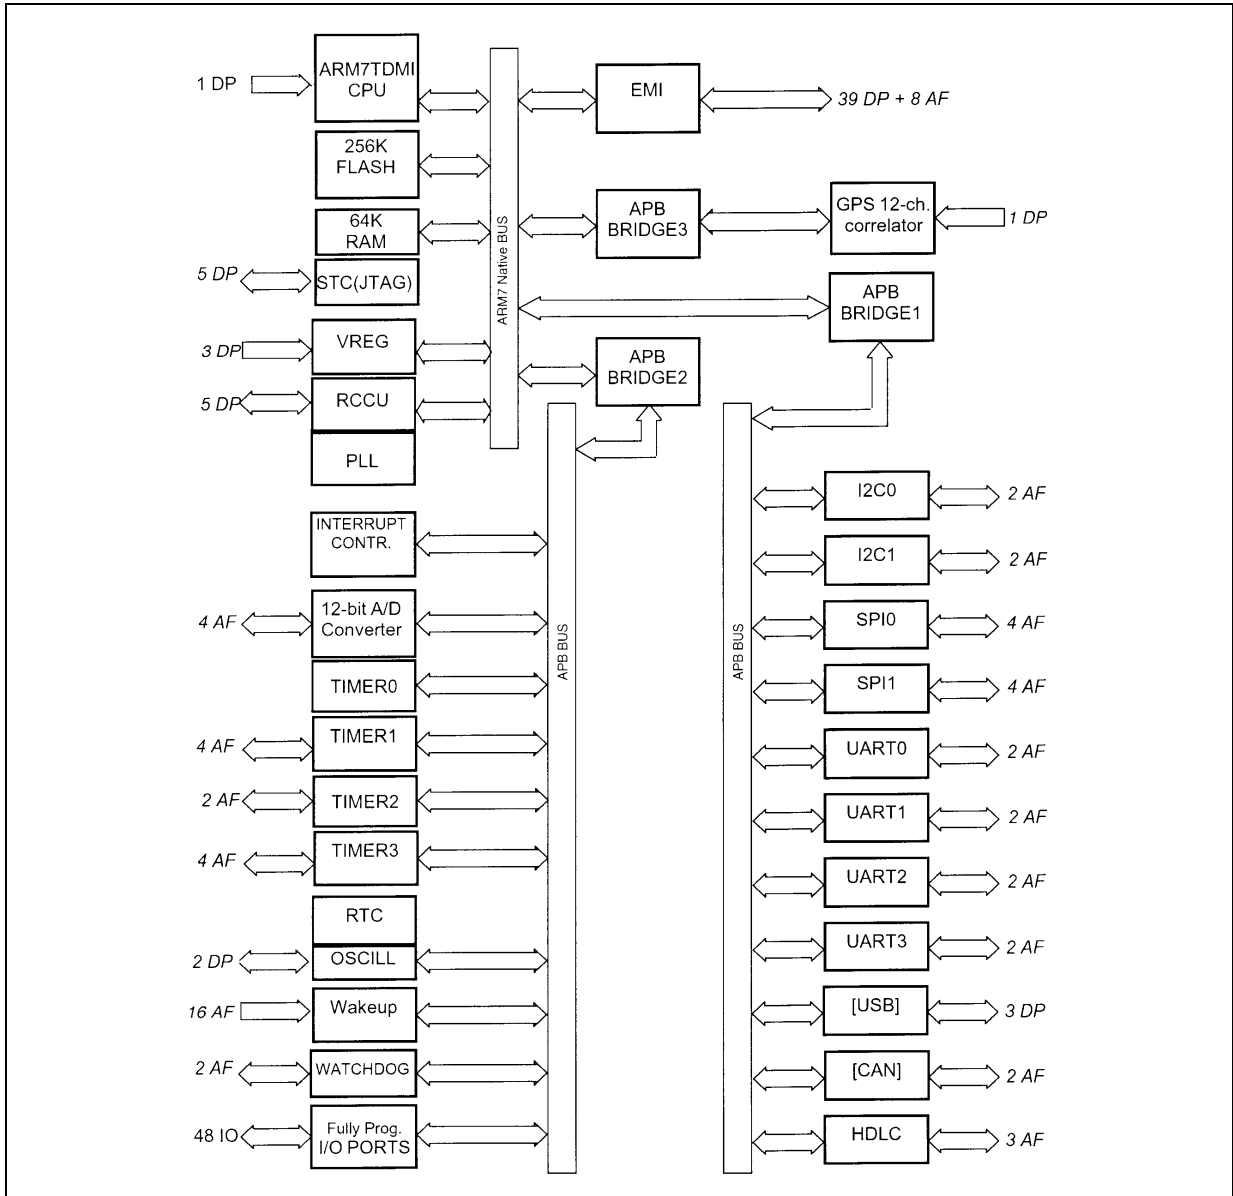 1 DP
ARM7TDMI
CPU
EMI
39 DP + 8 AF
256K
FLASH
64K
RAM
ARM7 Native BUS
APB
BRIDGE3
GPS 12-ch.
correlator
1 DP
5 DP
STC(JTAG)
APB
BRIDGE1
3 DP
VREG
APB
BRIDGE2
5 DP
RCCU
PLL
INTERRUPT
CONTR.
4 AF
12-bit A/D
Converter
TIMER0
4 AF
TIMER1
2 AF
TIMER2
4 AF
TIMER3
RTC
2 DP
OSCILL
16 AF
Wakeup
2 AF
WATCHDOG
48 IO
Fully Prog.
I/O PORTS
APB BUS
APB BUS
I2C0
2 AF
I2C1
2 AF
SPI0
4 AF
SPI1
4 AF
UART0
2 AF
UART1
2 AF
UART2
2 AF
UART3
2 AF
[USB]
3 DP
[CAN]
2 AF
HDLC
3 AF